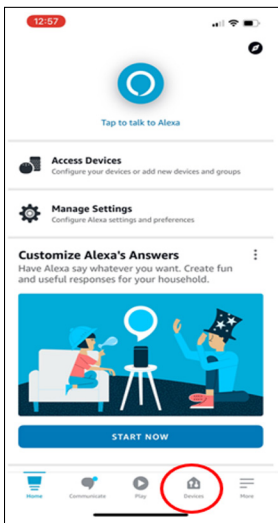 12:57
Tap to talk to Alexa
Access Devices
Configure your devices or add new devices and groups
Manage Settings
Configure Alexa settings and preferences
Customize Alexa's Answers
Have Alexa say whatever you want. Create fun
and useful responses for your household.
START NOW
Home Communicate Play Devices More